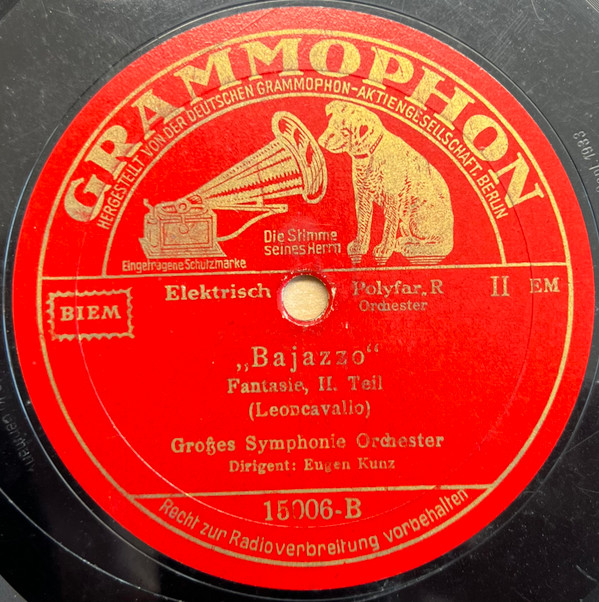 GRAMMOPHON
HERGESTELLT VON DER DEUTSCHEN GRAMMOPHON-AKTIENGESELLSCHAFT, BERLIN
Die Stimme
seines Herrn
Eingetragene Schutzmarke
BIEM
Elektrisch
Polyfar„R
Orchester
II EM
„Bajazzo“
Fantasie, II. Teil
(Leoncavallo)
Großes Symphonie Orchester
Dirigent: Eugen Kunz
15006-B
Recht zur Radioverbreitung vorbehalten
1933